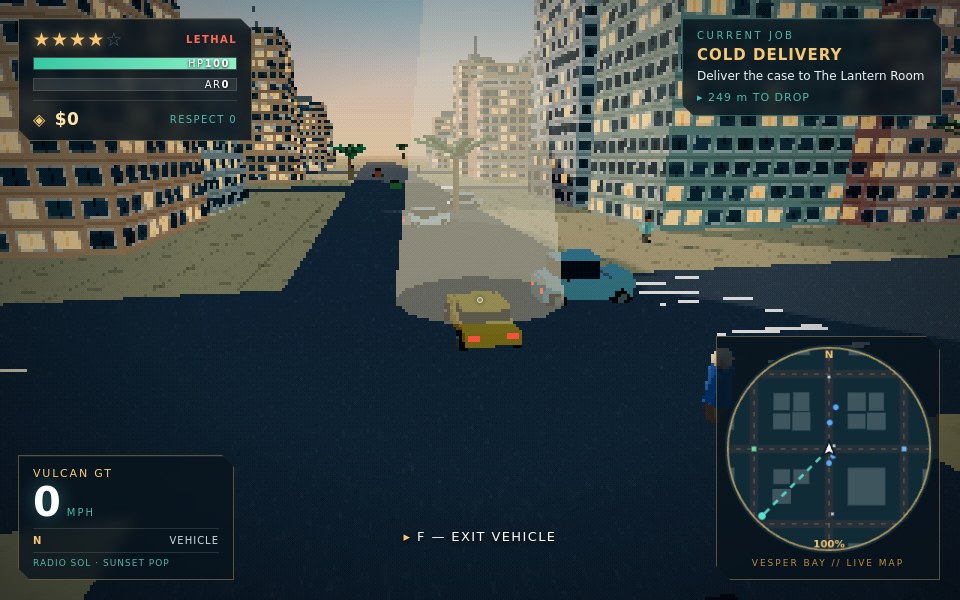 ★★★★☆ LETHAL
HP100
AR0
◈ $0 RESPECT 0
CURRENT JOB
COLD DELIVERY
Deliver the case to The Lantern Room
▸ 249 m TO DROP
VULCAN GT
0 MPH
N VEHICLE
RADIO SOL · SUNSET POP
▸ F — EXIT VEHICLE
N
100%
VESPER BAY // LIVE MAP